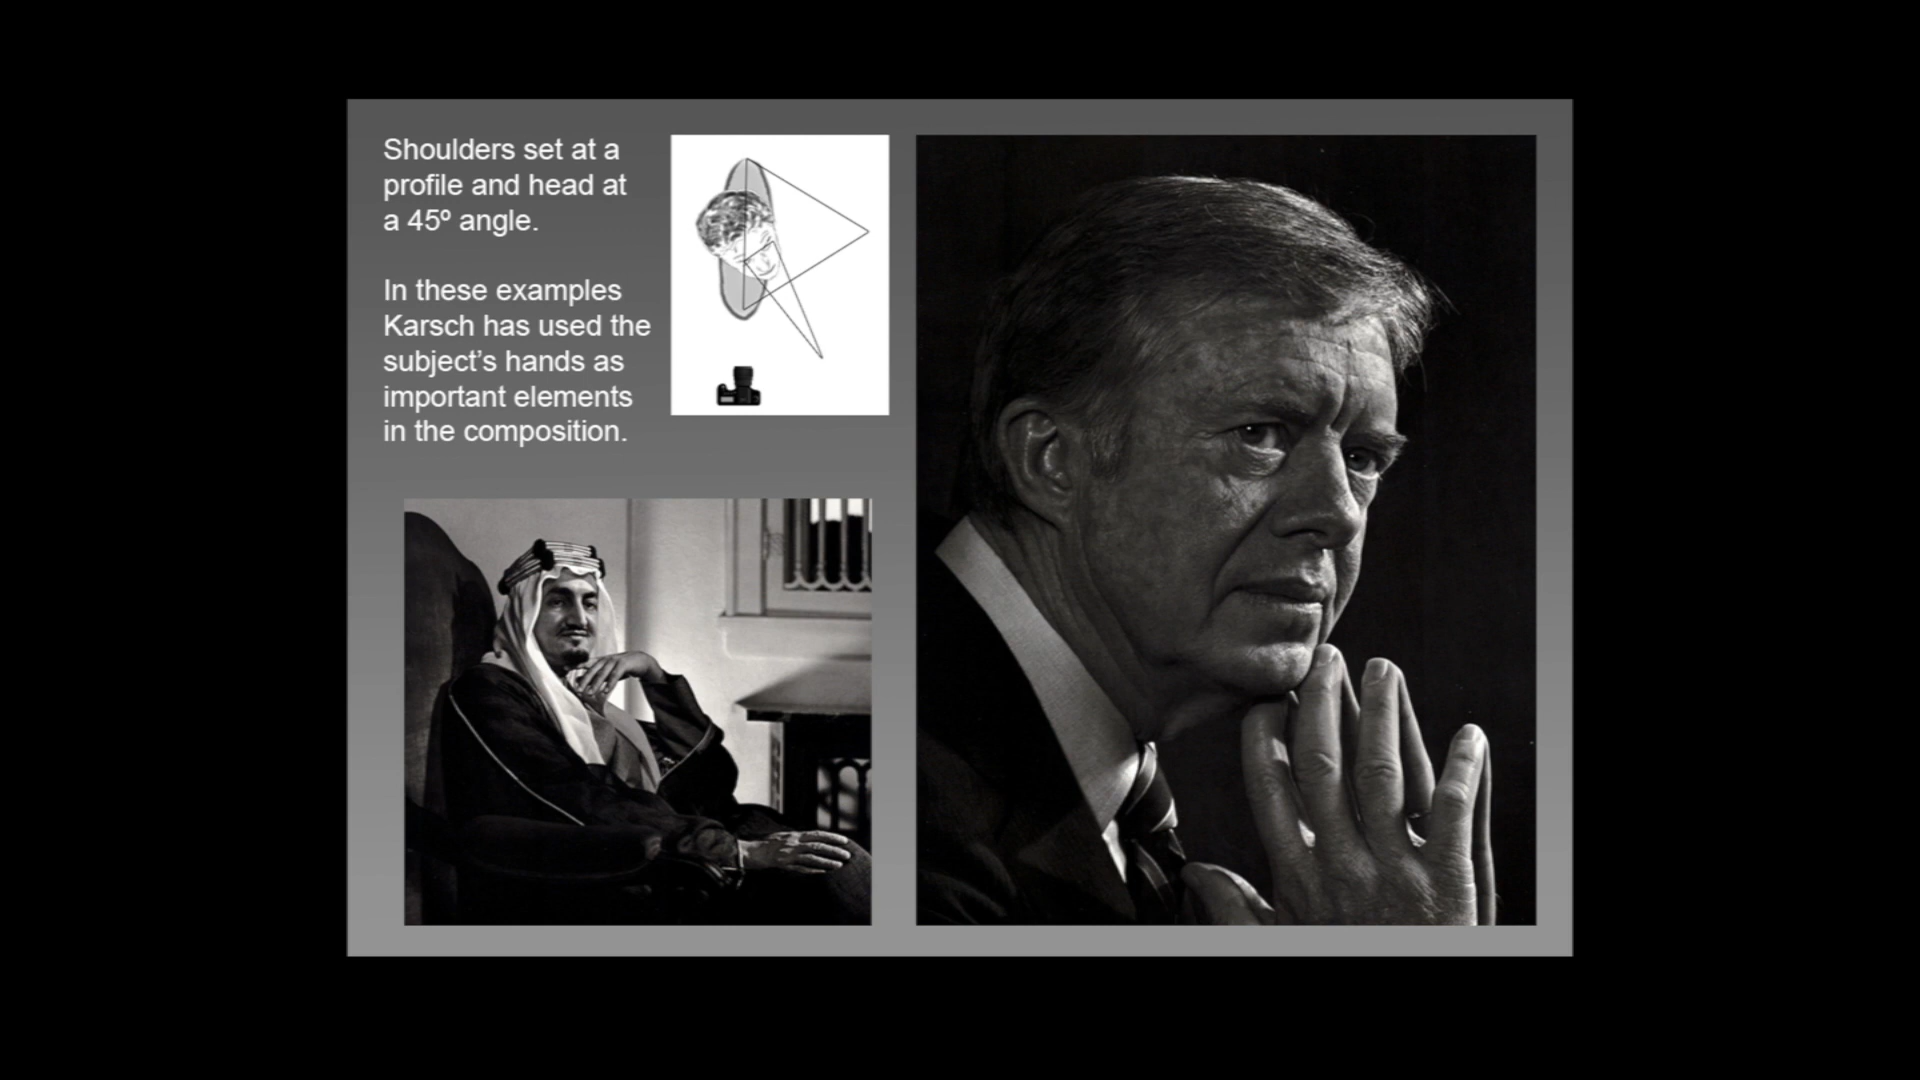 Shoulders set at a
profile and head at
a 45º angle.
In these examples
Karsch has used the
subject’s hands as
important elements
in the composition.